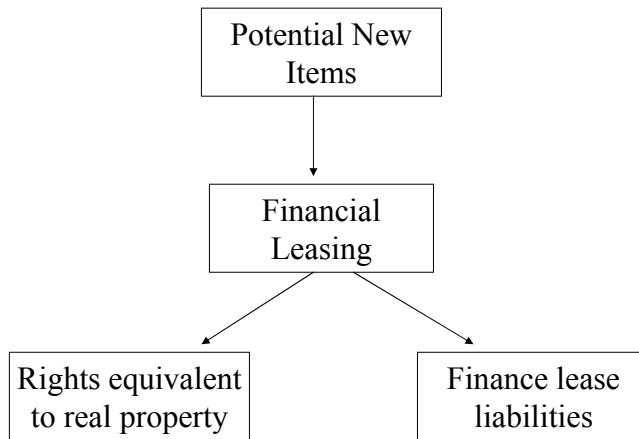 Potential New
Items
Financial
Leasing
Rights equivalent
to real property
Finance lease
liabilities